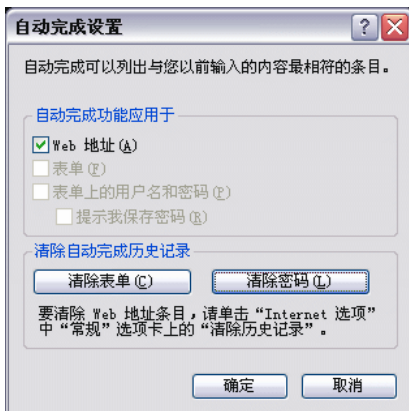 自动完成设置
自动完成可以列出与您以前输入的内容最相符的条目。
自动完成功能应用于
Web 地址(A)
表单(F)
表单上的用户名和密码(P)
提示我保存密码(R)
清除自动完成历史记录
清除表单(C) 清除密码(L)
要清除 Web 地址条目，请单击“Internet 选项”
中“常规”选项卡上的“清除历史记录”。
确定 取消